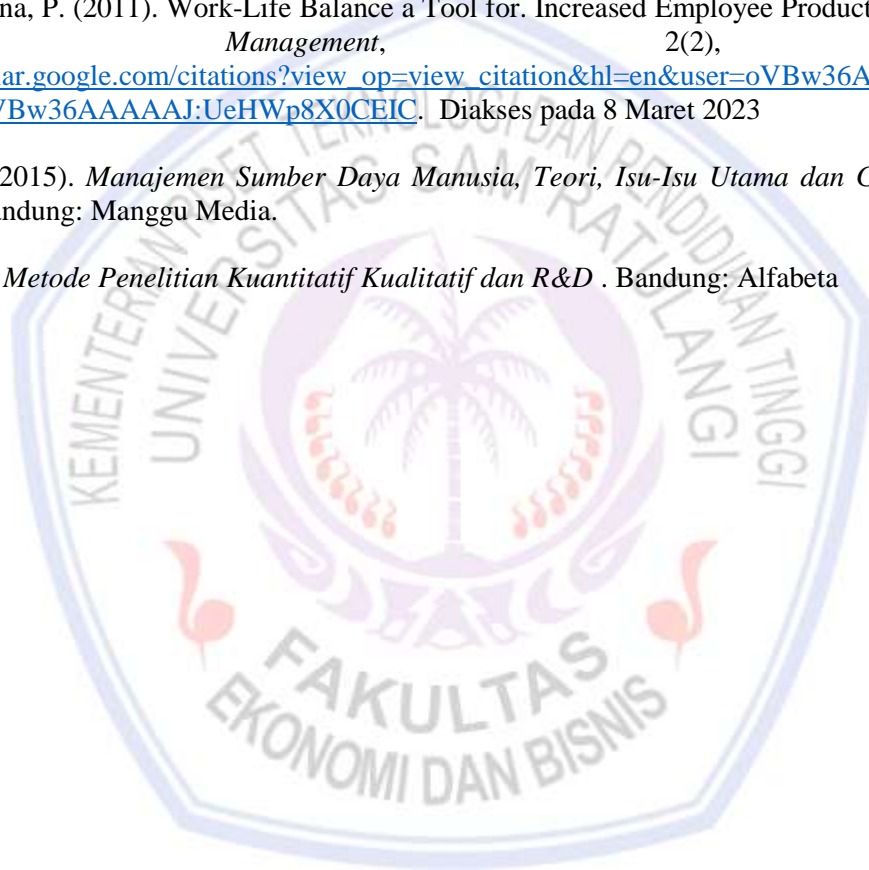 na, P. (2011). Work-Life Balance a Tool for. Increased Employee Product
Management, 2(2),
ar.google.com/citations?view_op=view_citation&hl=en&user=oVBw36A
VBw36AAAAAJ:UeHWp8X0CEIC. Diakses pada 8 Maret 2023
2015). Manajemen Sumber Daya Manusia, Teori, Isu-Isu Utama dan
andung: Manggu Media.
Metode Penelitian Kuantitatif Kualitatif dan R&D . Bandung: Alfabeta
KEMENTERIAN RISET TEKNOLOGI DAN PENDIDIKAN TINGGI
UNIVERSITAS SAM RATULANGI
FAKULTAS
EKONOMI DAN BISNIS